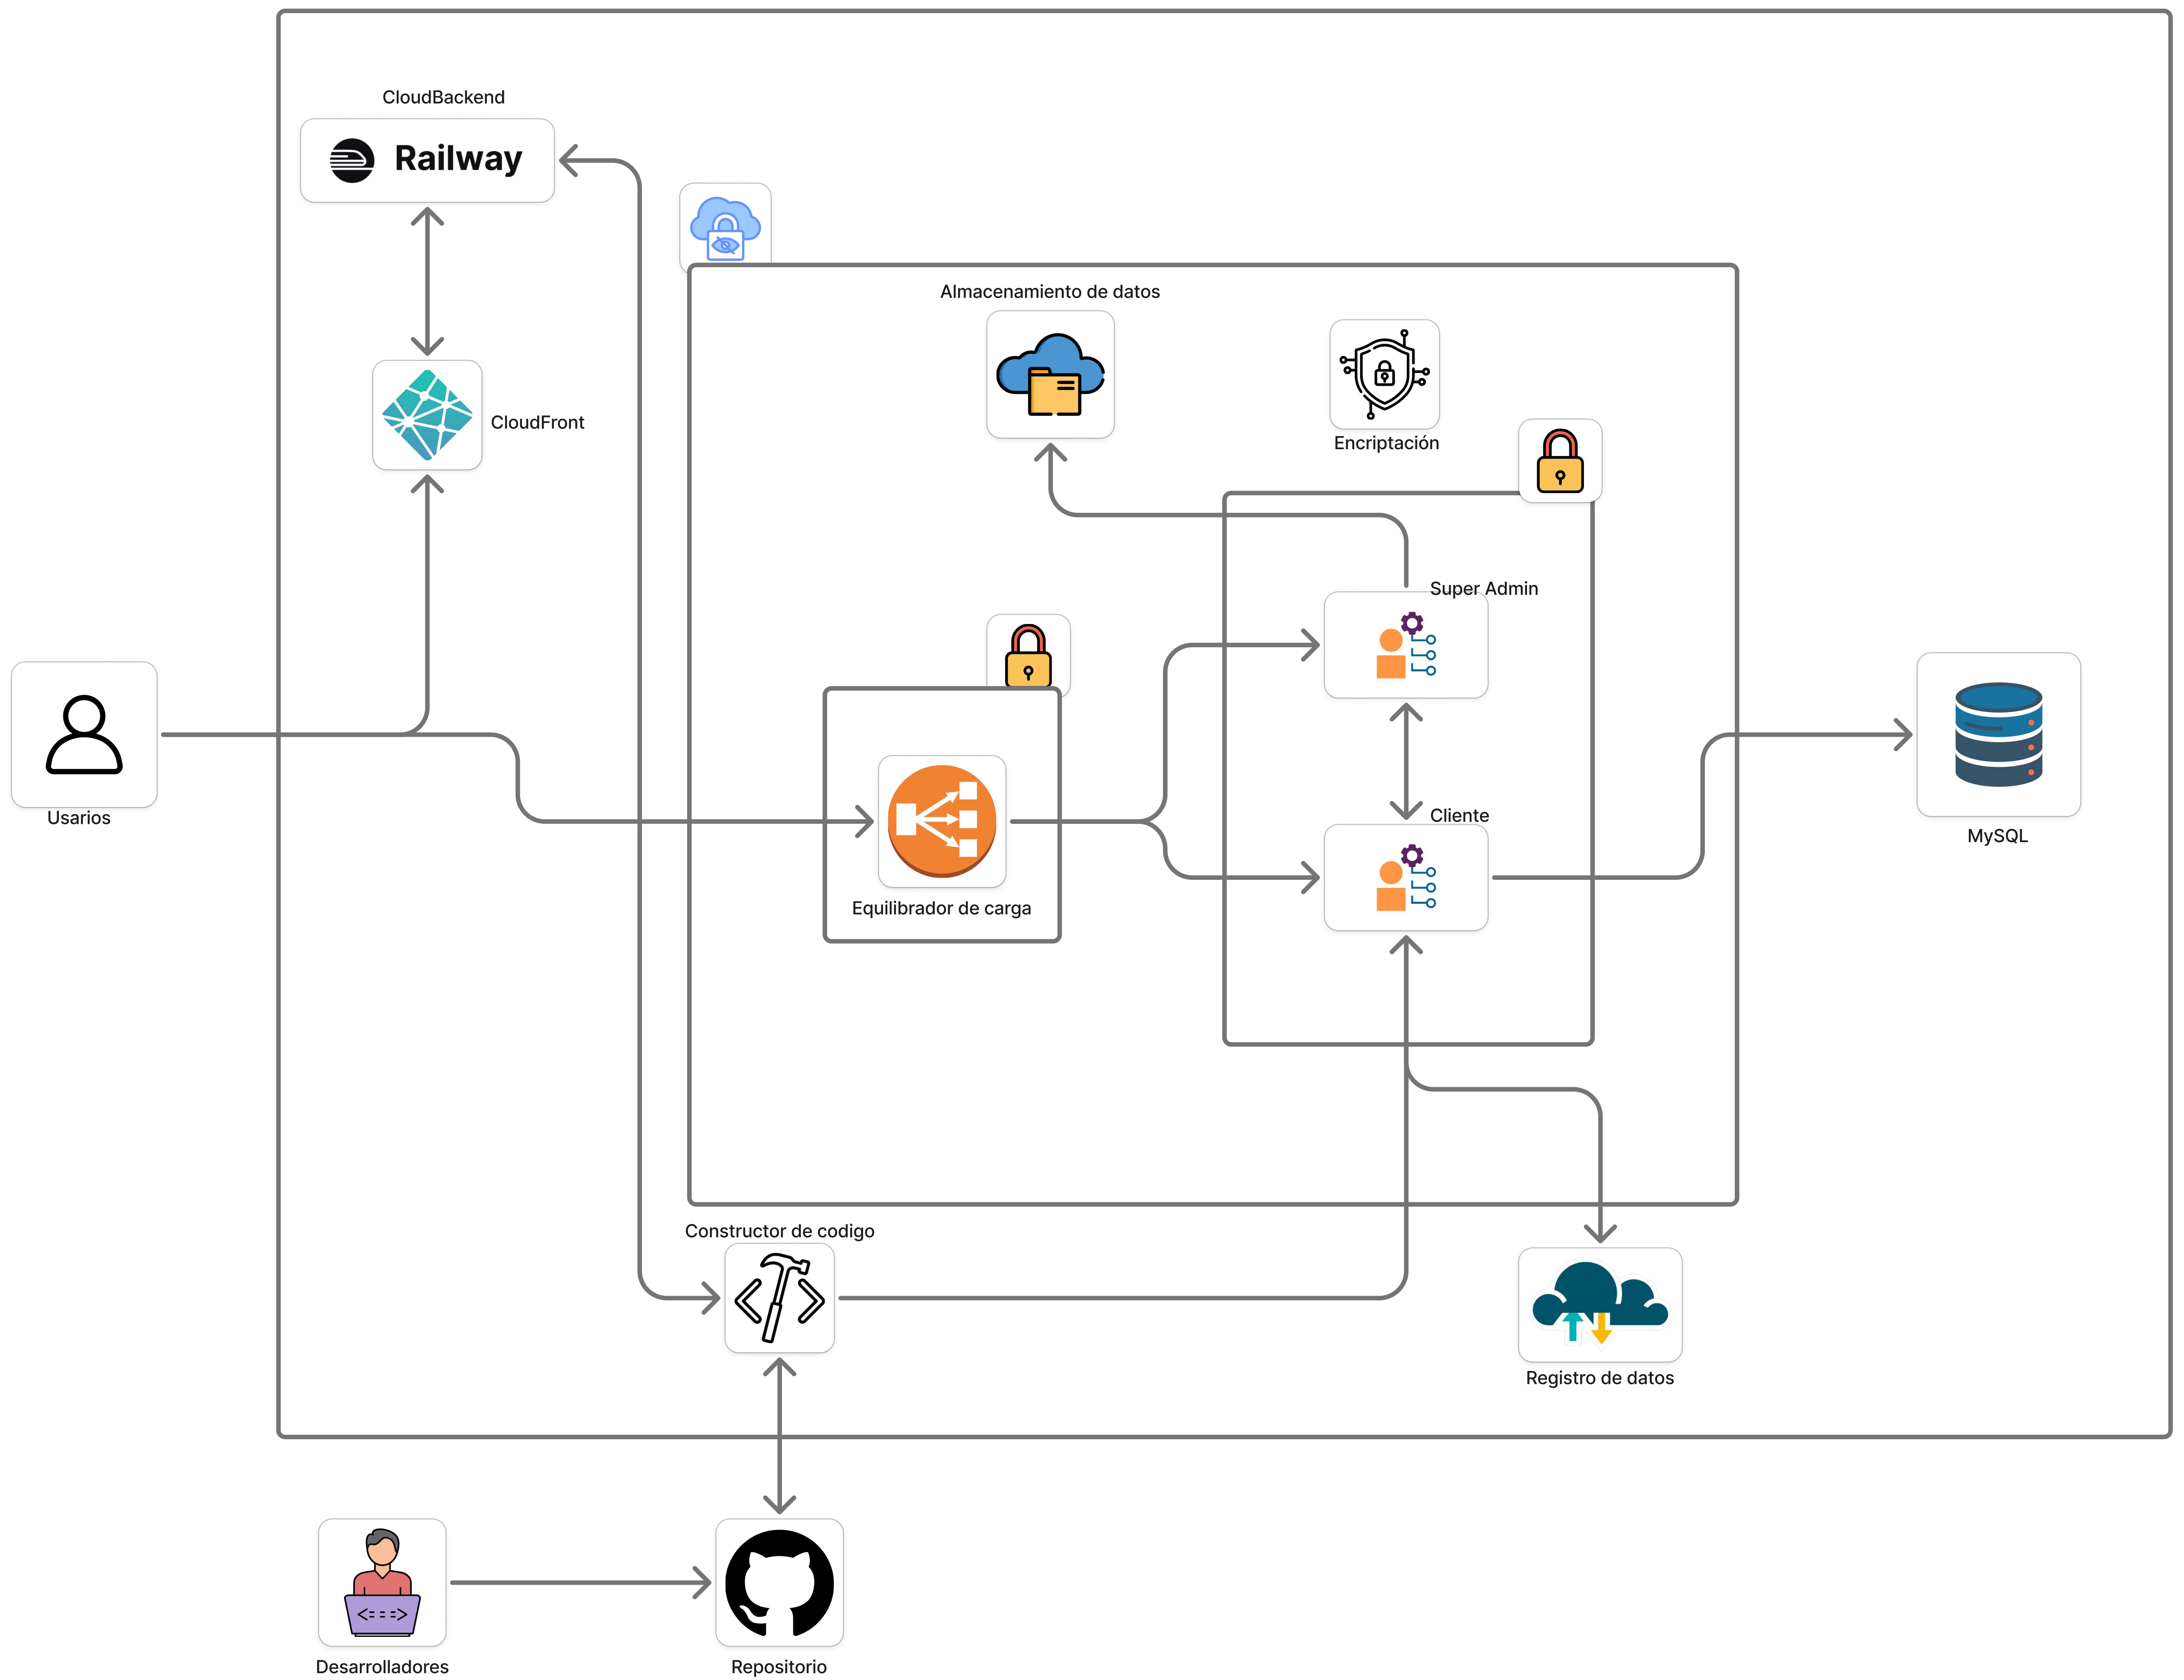 CloudBackend
Railway
CloudFront
Almacenamiento de datos
Encriptación
Super Admin
Usarios
Cliente
MySQL
Equilibrador de carga
Constructor de codigo
Registro de datos
Desarrolladores
Repositorio